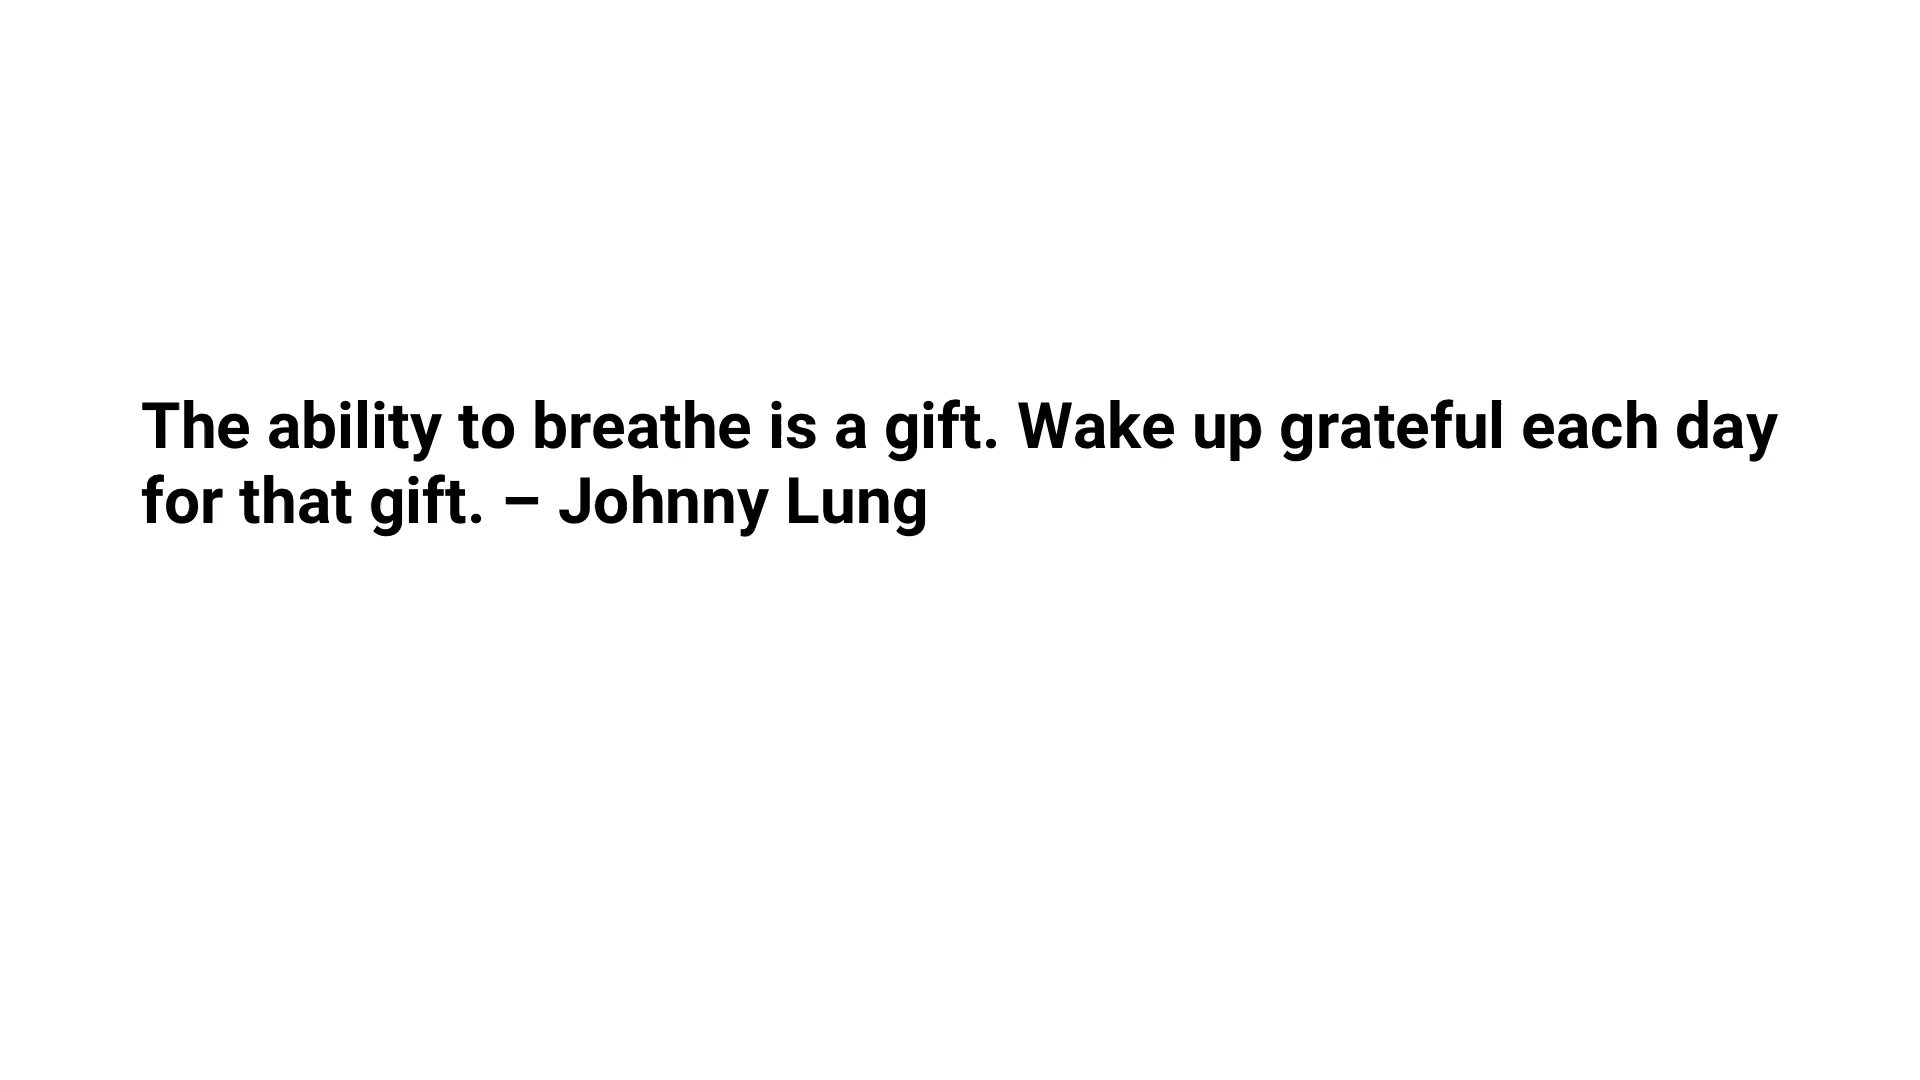 The ability to breathe is a gift. Wake up grateful each day
for that gift. – Johnny Lung